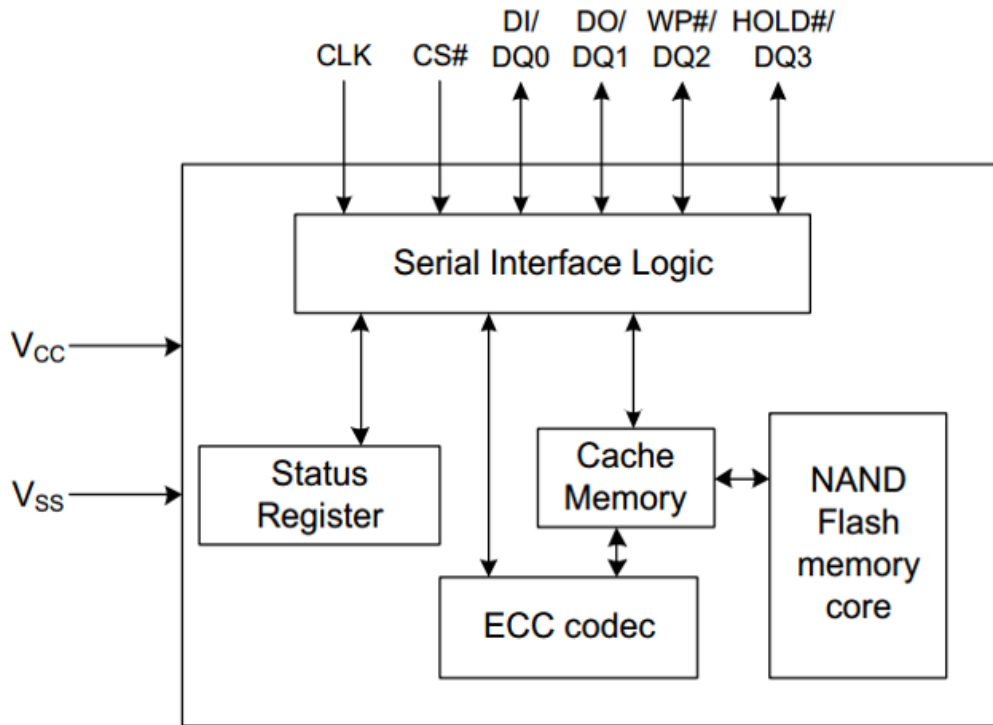 CLK
CS#
DI/
DQ0
DO/
DQ1
WP#/
DQ2
HOLD#/
DQ3
Serial Interface Logic
VCC
VSS
Status
Register
Cache
Memory
NAND
Flash
memory
core
ECC codec